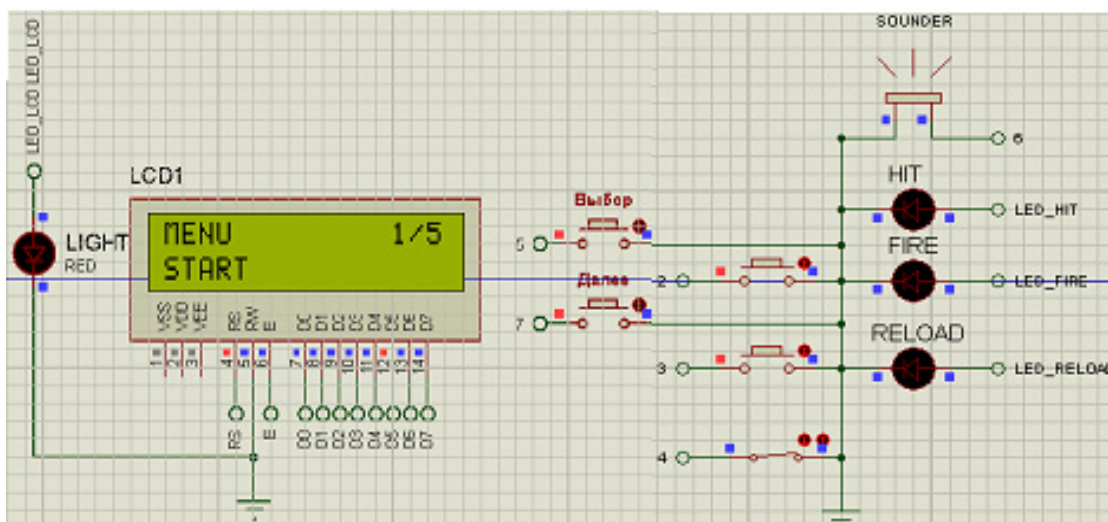 SOUNDER
LED_LCD LED_LCD
LCD1
MENU 1/5
START
LIGHT
RED
VSS VDD VEE RS RW E D0 D1 D2 D3 D4 D5 D6 D7
1 2 3 4 5 6 7 8 9 10 11 12 13 14
RS E D0 D1 D2 D3 D4 D5 D6 D7
Выбор
5
Далее
7
6
HIT
LED_HIT
FIRE
2
LED_FIRE
RELOAD
3
LED_RELOAD
4